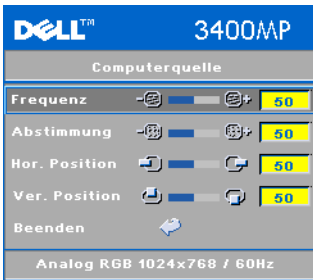 DELL™ 3400MP
Computerquelle
Frequenz - + 50
Abstimmung - + 50
Hor. Position 50
Ver. Position 50
Beenden
Analog RGB 1024x768 / 60Hz